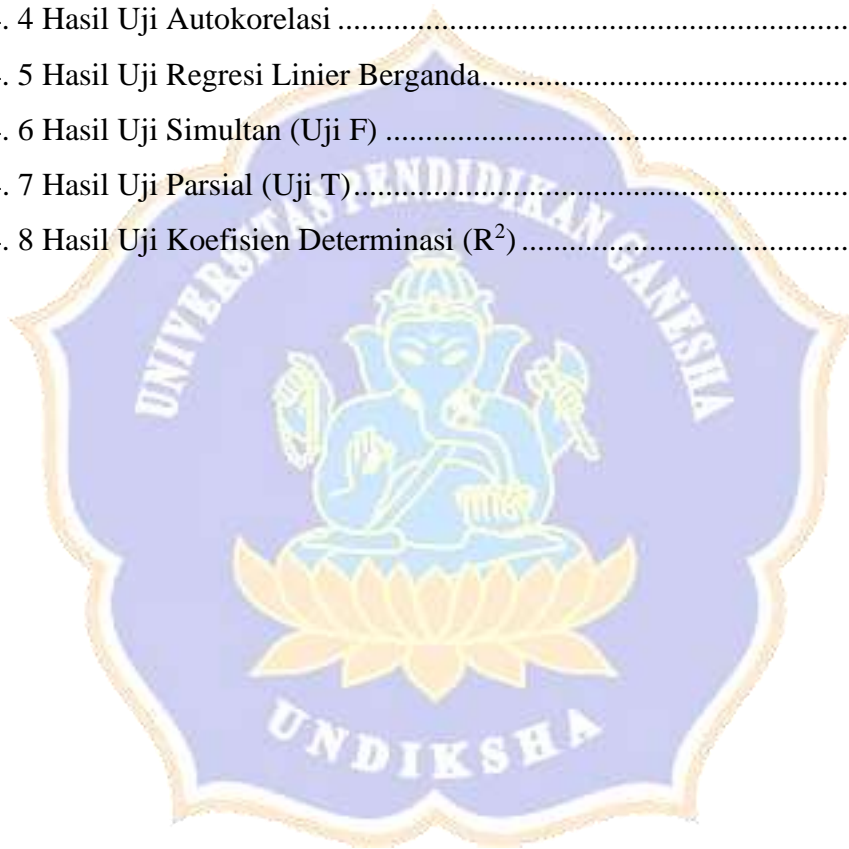 . 4 Hasil Uji Autokorelasi ................................................................
. 5 Hasil Uji Regresi Linier Berganda..............................................
. 6 Hasil Uji Simultan (Uji F) ..........................................................
. 7 Hasil Uji Parsial (Uji T)..............................................................
. 8 Hasil Uji Koefisien Determinasi (R²) .........................................
UNIVERSITAS PENDIDIKAN GANESHA
UNDIKSHA